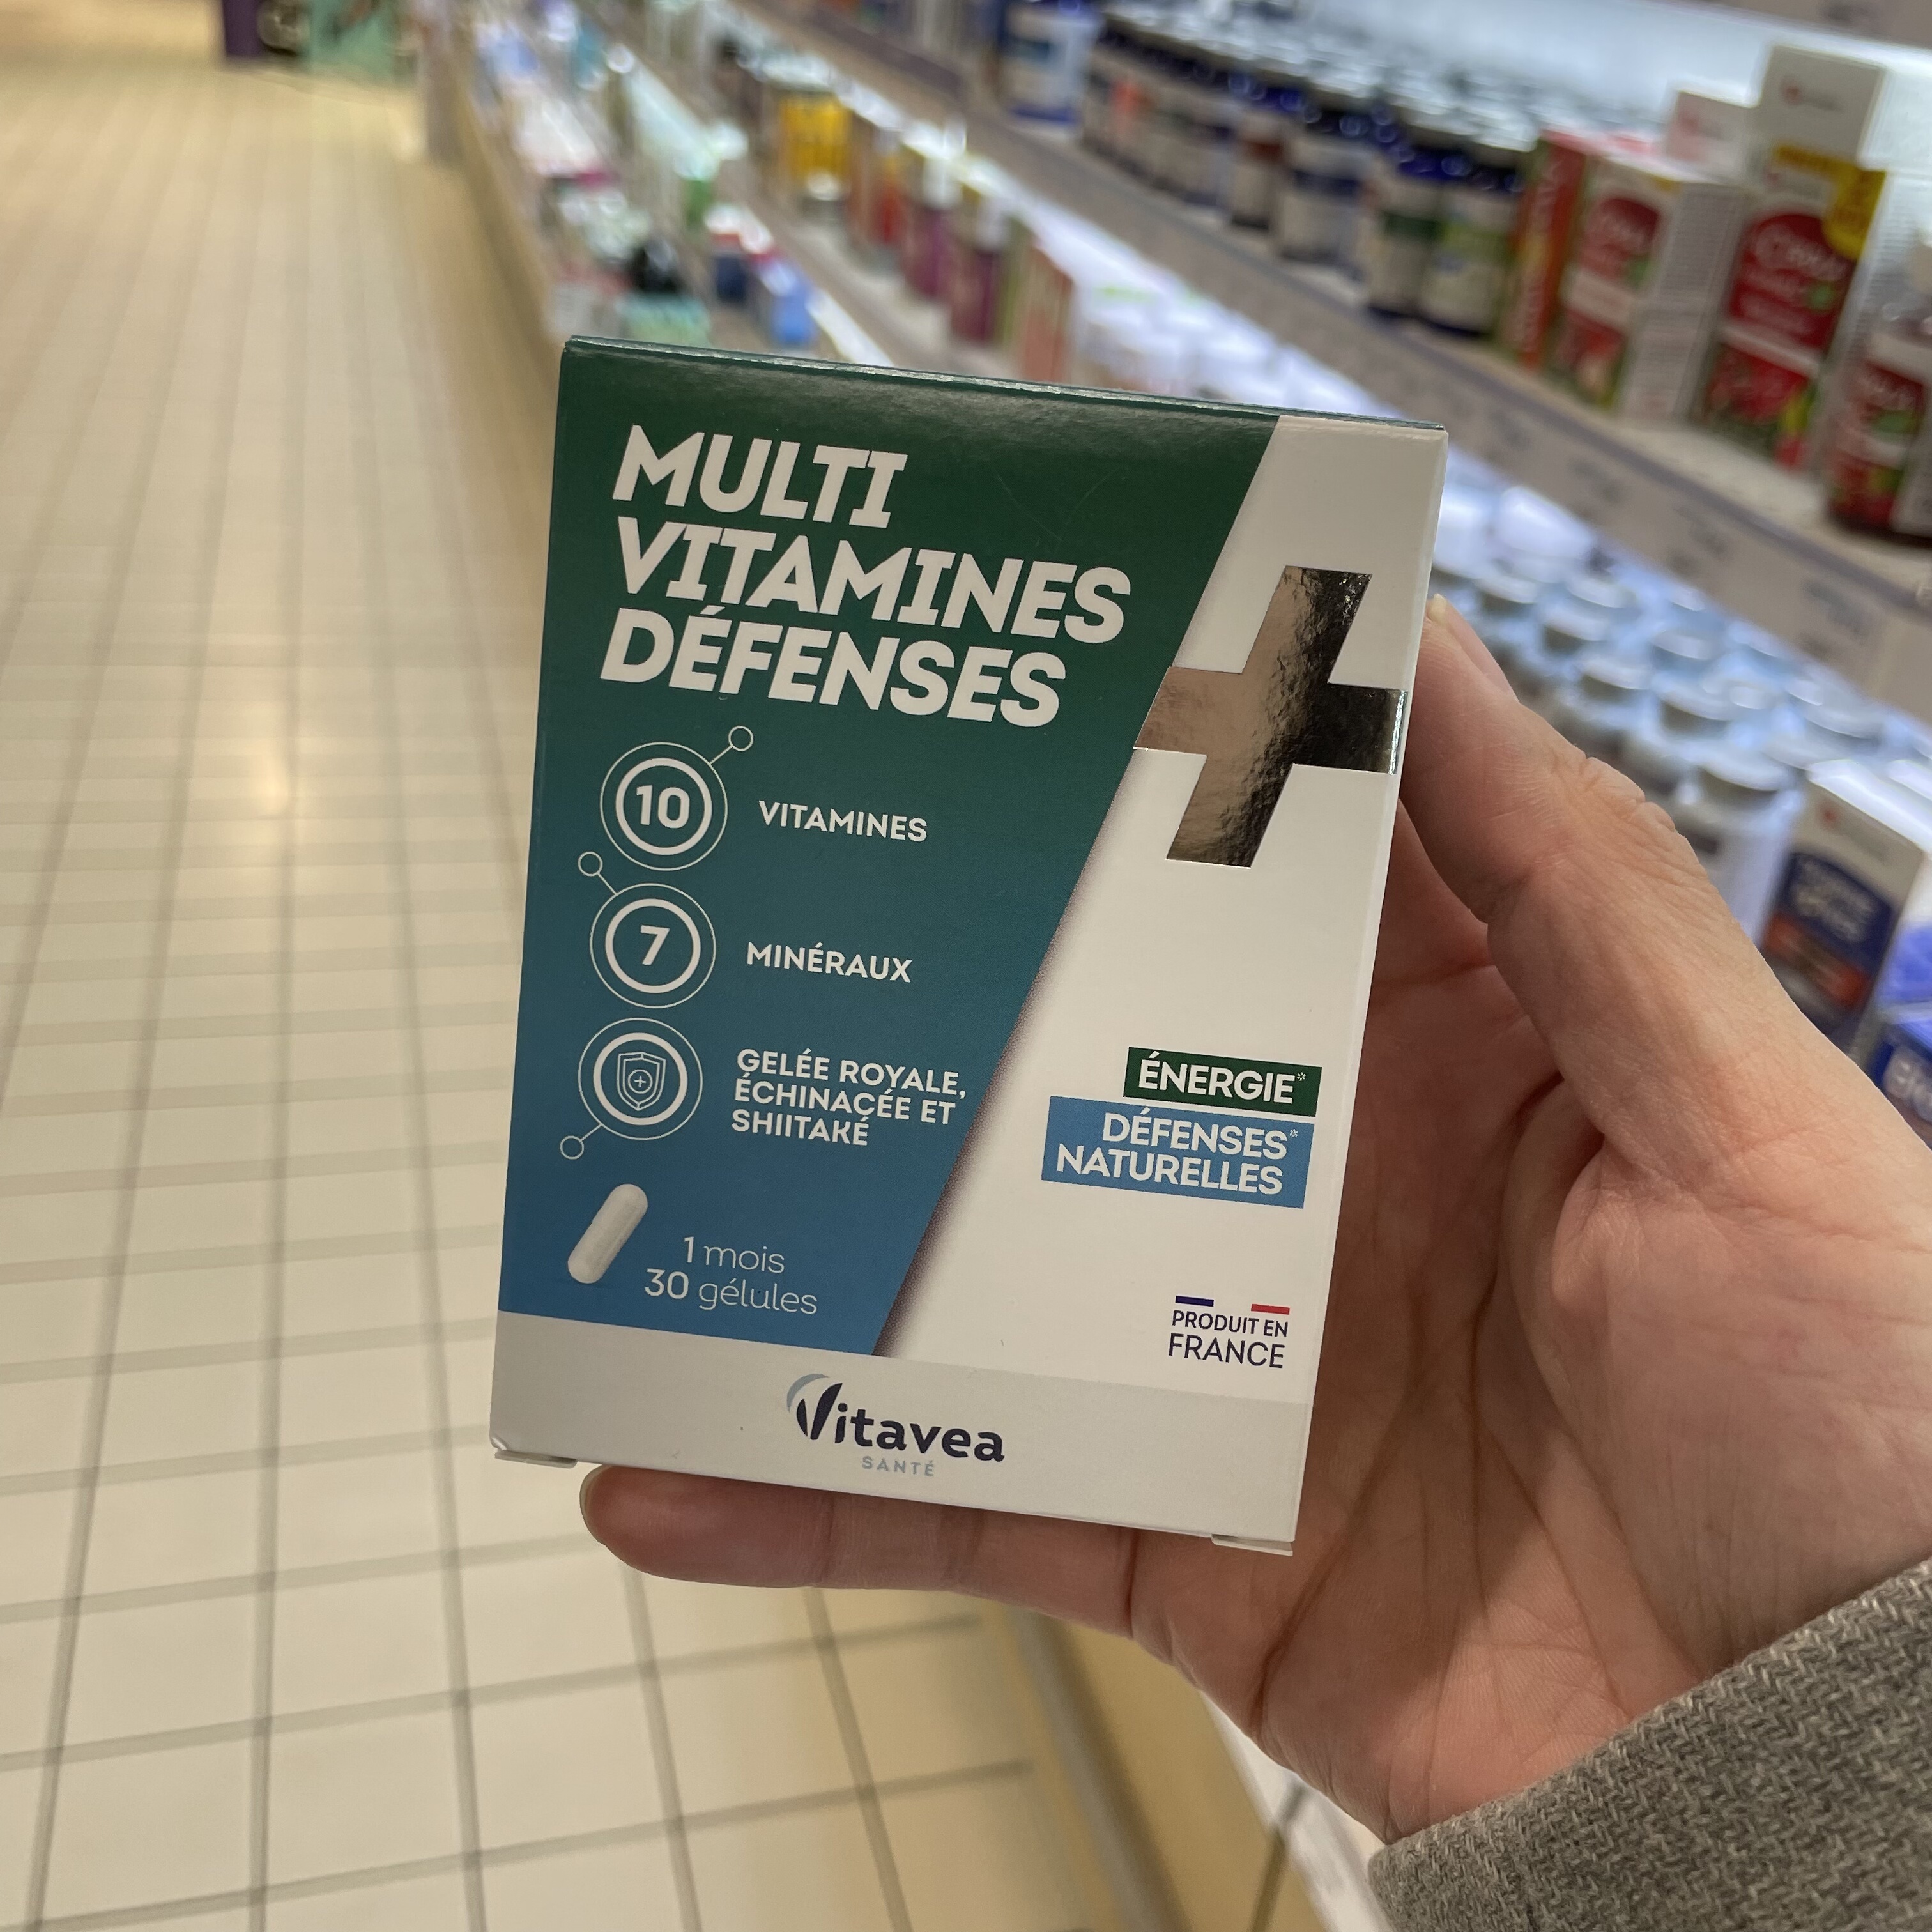 MULTI
VITAMINES
DÉFENSES
10 VITAMINES
7 MINÉRAUX
GELÉE ROYALE,
ÉCHINACÉE ET
SHIITAKÉ
1 mois
30 gélules
ÉNERGIE*
DÉFENSES*
NATURELLES
PRODUIT EN
FRANCE
Vitavea
SANTÉ